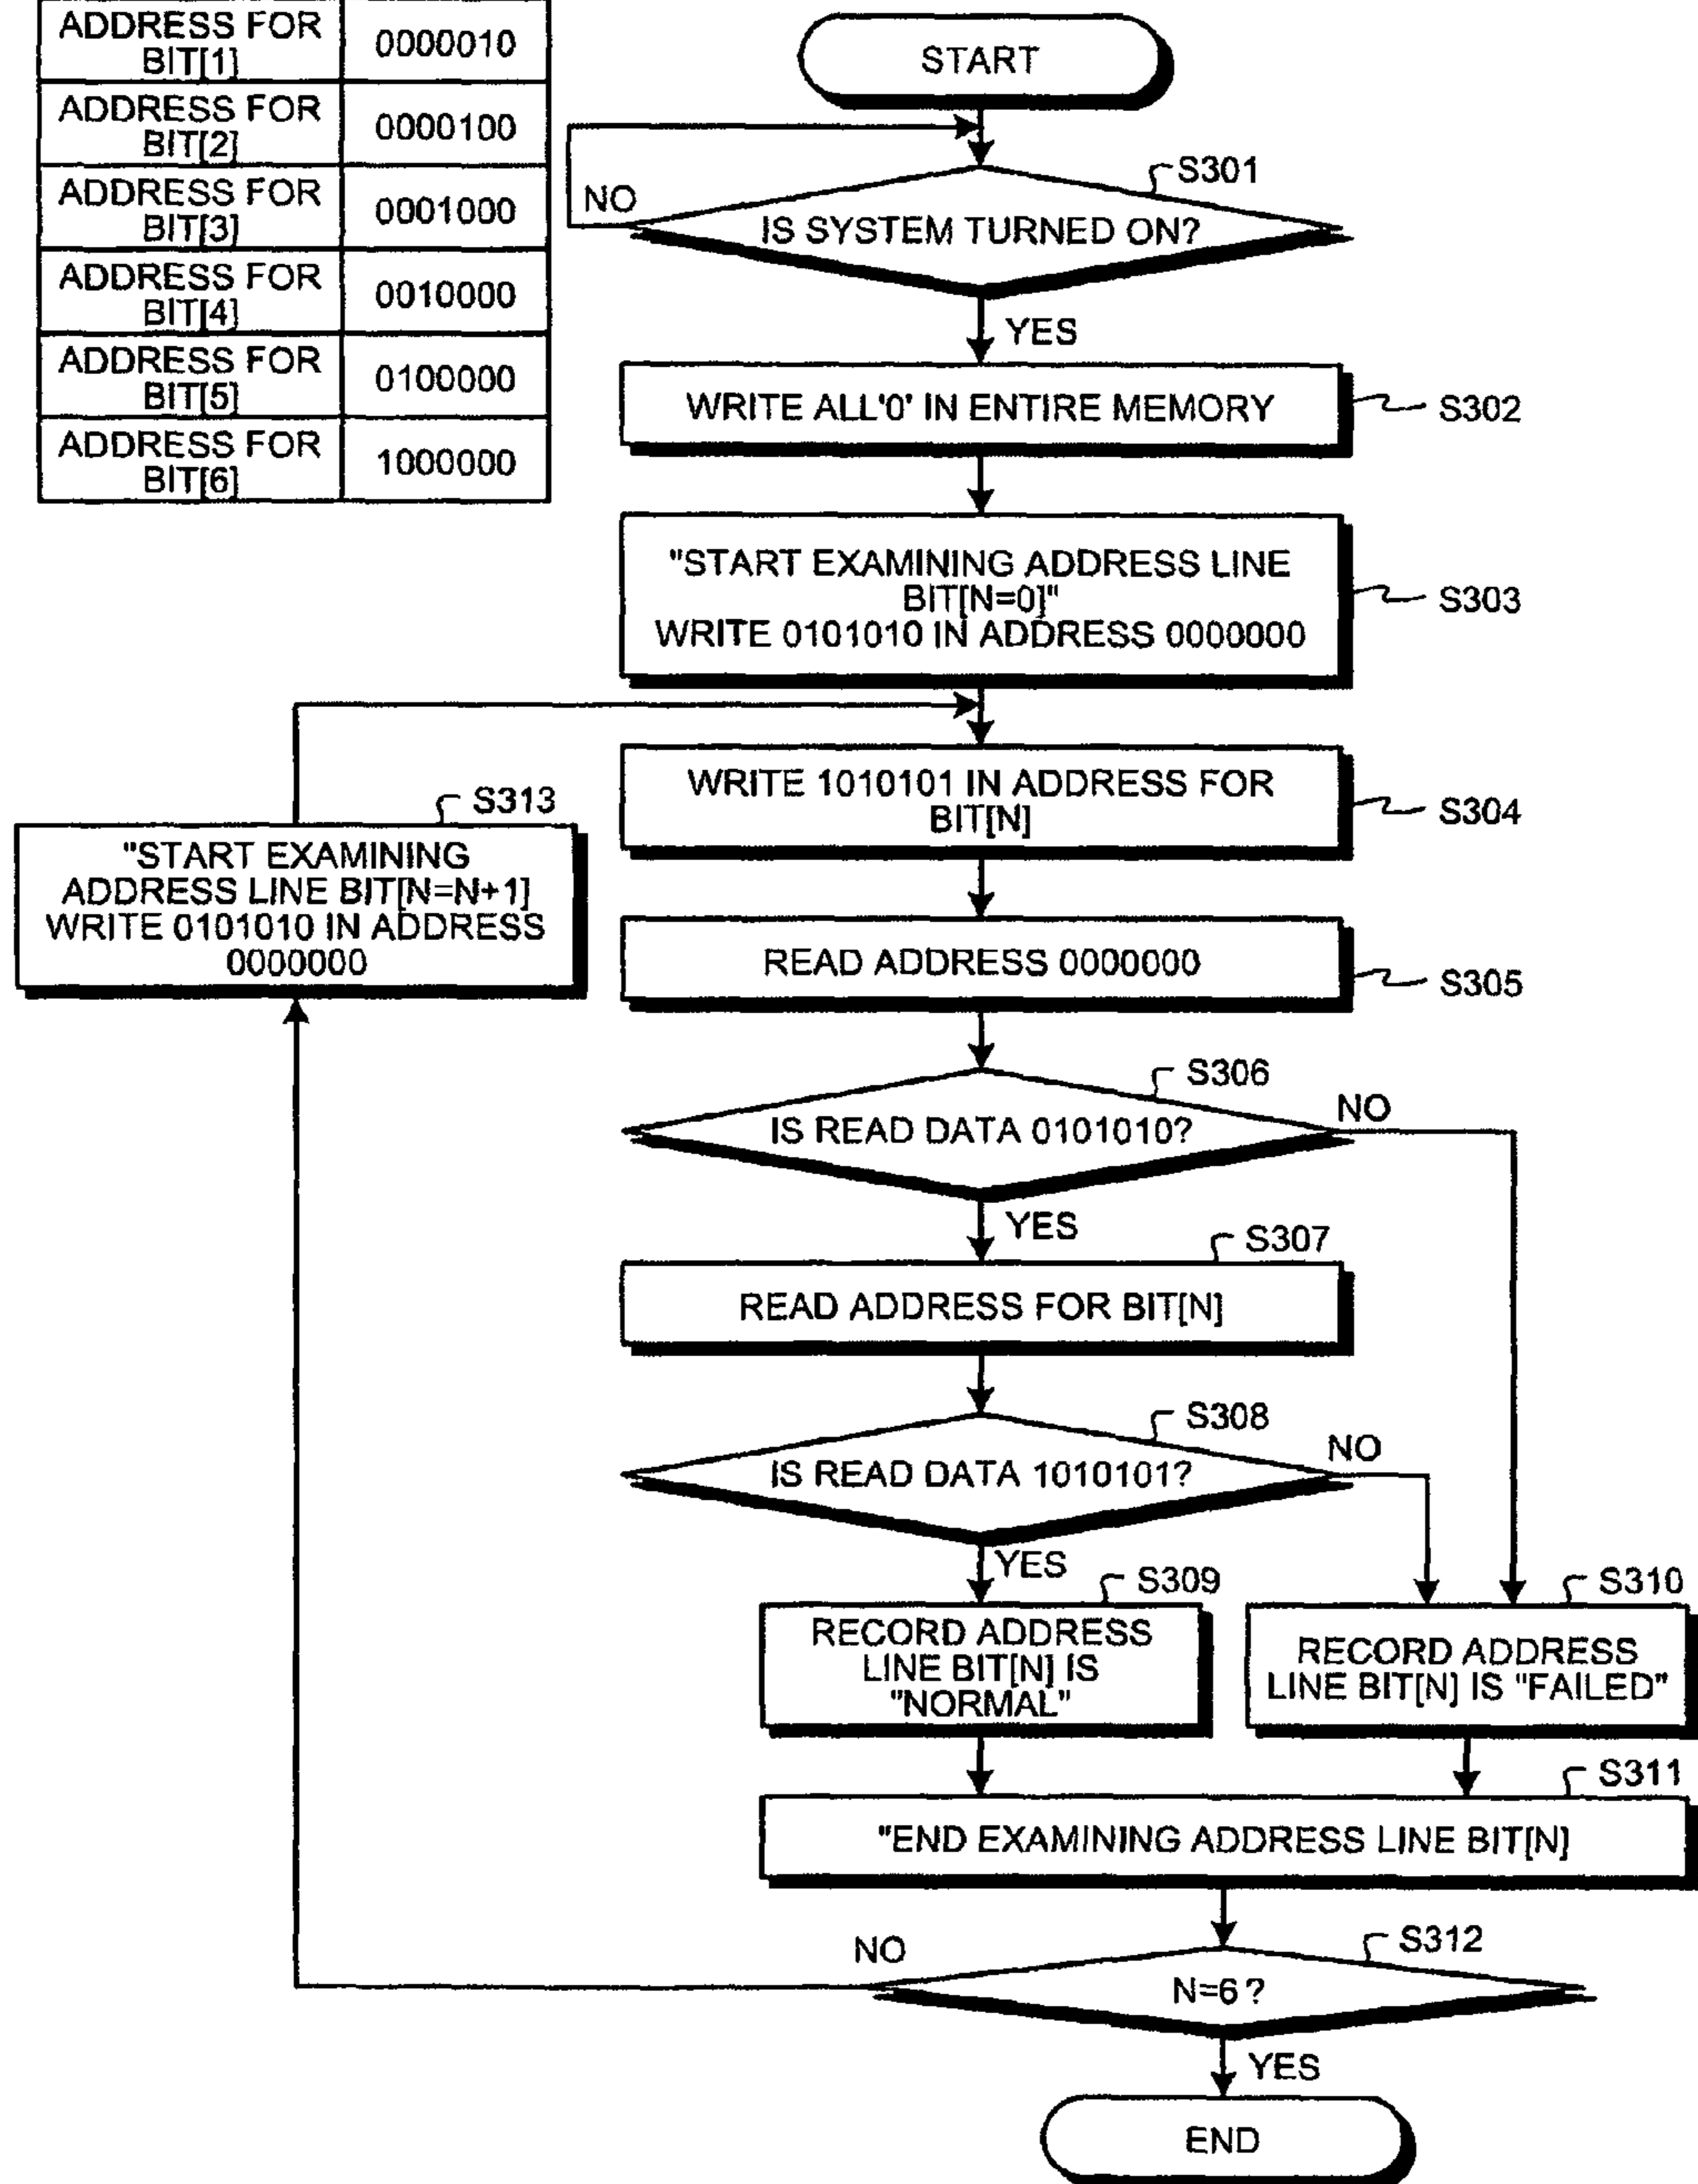 ADDRESS FOR
BIT[1]
0000010
ADDRESS FOR
BIT[2]
0000100
ADDRESS FOR
BIT[3]
0001000
ADDRESS FOR
BIT[4]
0010000
ADDRESS FOR
BIT[5]
0100000
ADDRESS FOR
BIT[6]
1000000
START
S301
NO
IS SYSTEM TURNED ON?
YES
WRITE ALL'0' IN ENTIRE MEMORY
S302
"START EXAMINING ADDRESS LINE
BIT[N=0]"
WRITE 0101010 IN ADDRESS 0000000
S303
WRITE 1010101 IN ADDRESS FOR
BIT[N]
S304
S313
"START EXAMINING
ADDRESS LINE BIT[N=N+1]
WRITE 0101010 IN ADDRESS
0000000
READ ADDRESS 0000000
S305
S306
IS READ DATA 0101010?
NO
YES
S307
READ ADDRESS FOR BIT[N]
S308
IS READ DATA 1010101?
NO
YES
S309
RECORD ADDRESS
LINE BIT[N] IS
"NORMAL"
S310
RECORD ADDRESS
LINE BIT[N] IS "FAILED"
S311
"END EXAMINING ADDRESS LINE BIT[N]
S312
NO
N=6 ?
YES
END